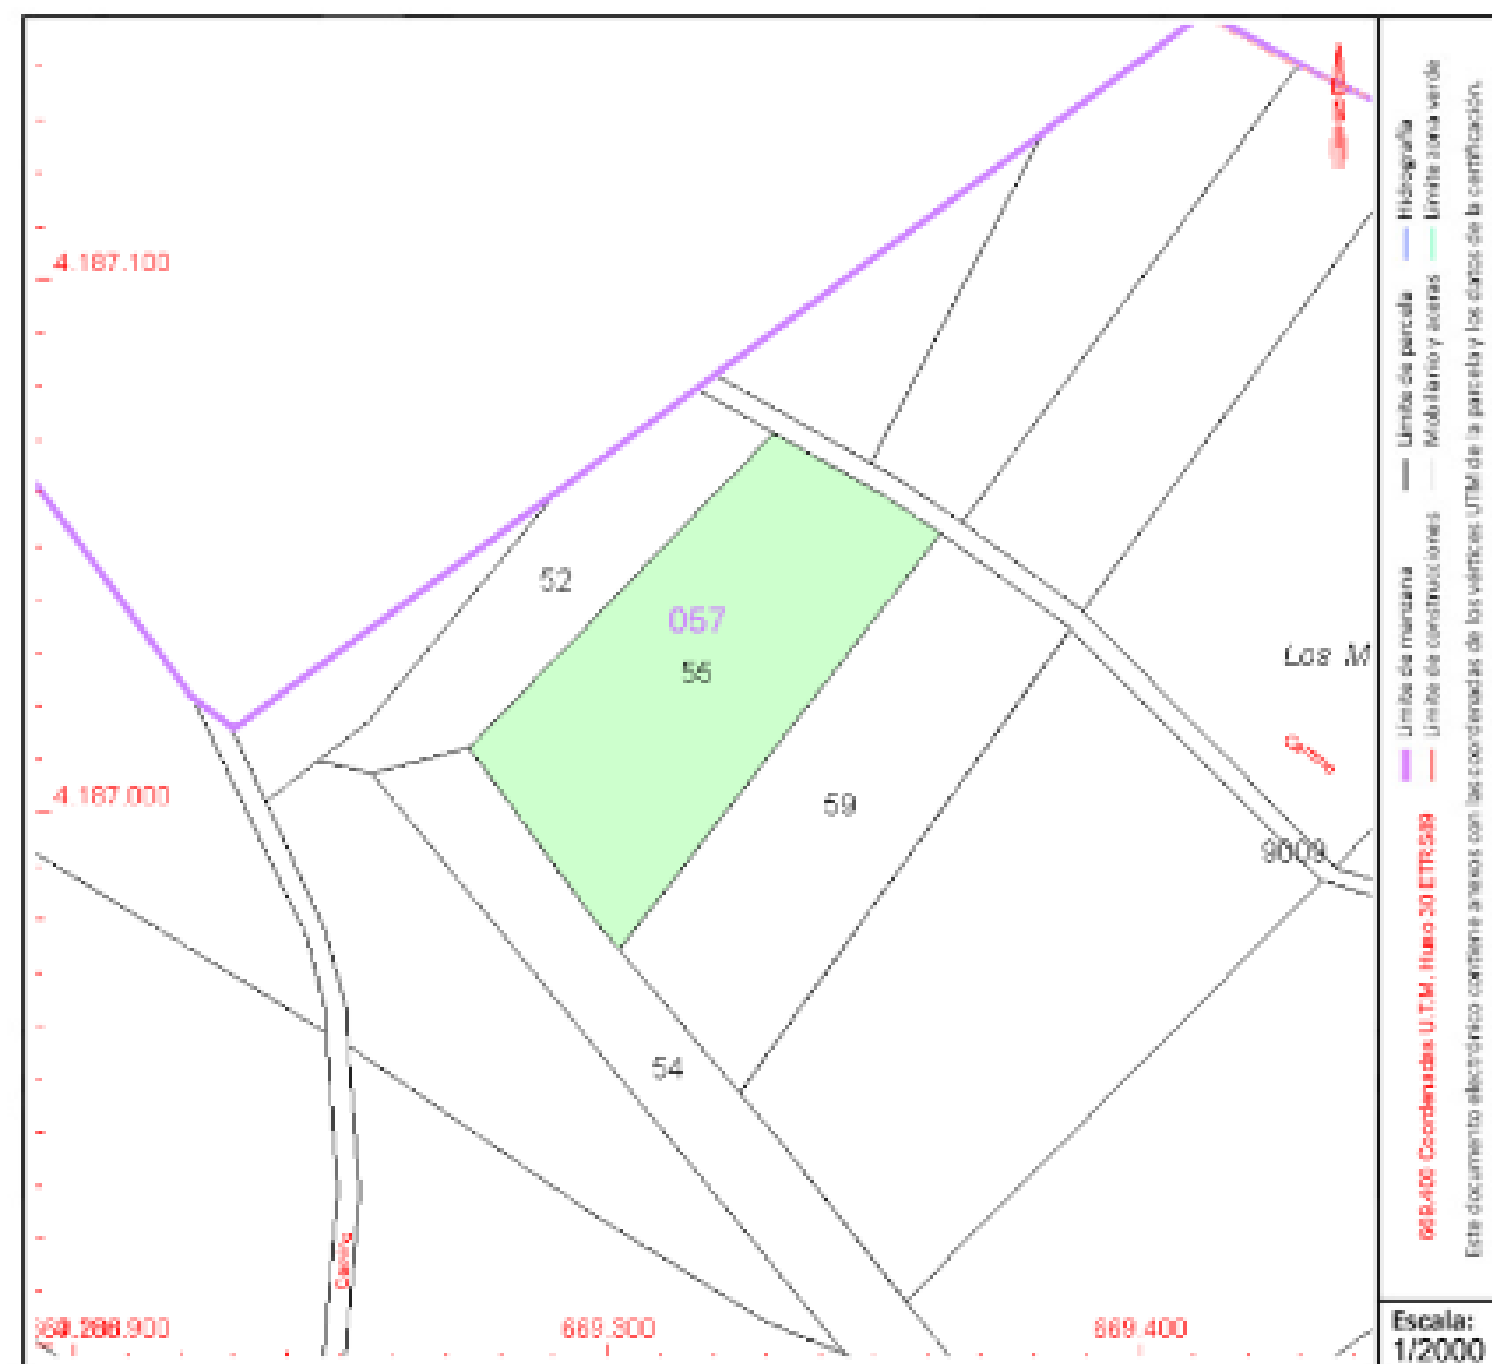 4.187.100
52
057
55
Los M
4.187.000
59
Camino
9009
54
Camino
669.300
669.400
Límite de manzana
Límite de parcela
Hidrografía
Límite de construcciones
Mobiliario y aceras
Límite zona verde
669.400 Coordenadas U.T.M. Huso 30 ETRS89
Este documento electrónico contiene anexos con las coordenadas de los vértices UTM de la parcela y los datos de la certificación.
Escala:
1/2000